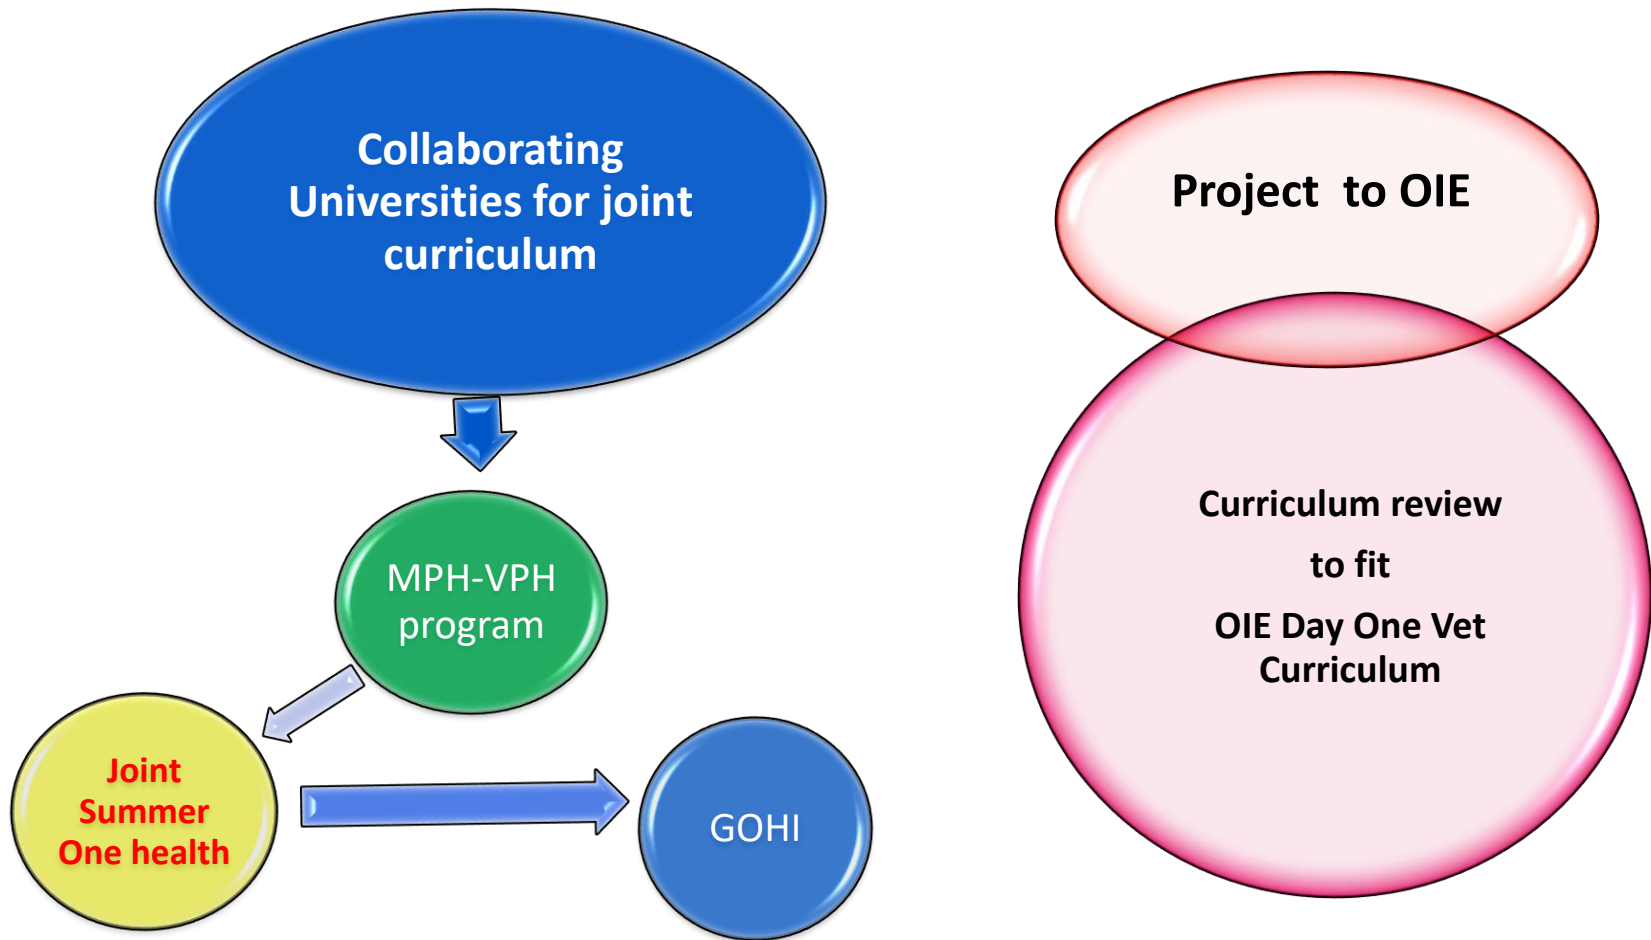 Collaborating
Universities for joint
curriculum
MPH-VPH
program
Joint
Summer
One health
GOHI
Project to OIE
Curriculum review
to fit
OIE Day One Vet
Curriculum